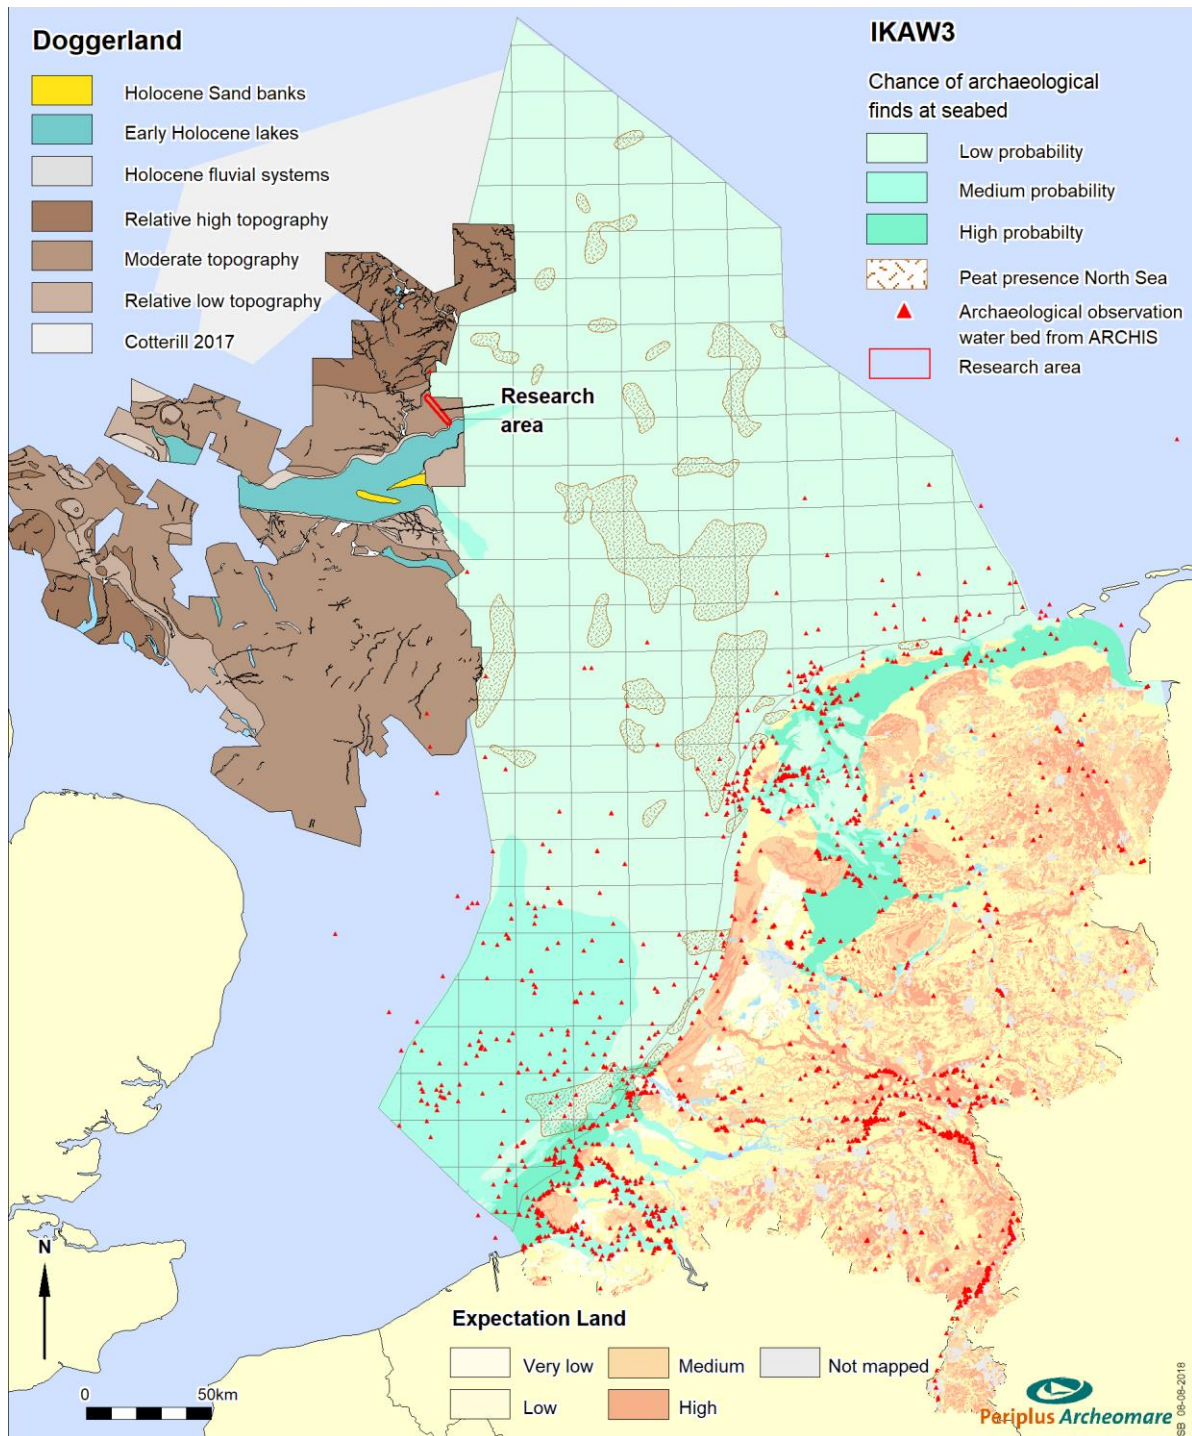 Doggerland
Holocene Sand banks
Early Holocene lakes
Holocene fluvial systems
Relative high topography
Moderate topography
Relative low topography
Cotterill 2017
IKAW3
Chance of archaeological
finds at seabed
Low probability
Medium probability
High probabilty
Peat presence North Sea
Archaeological observation
water bed from ARCHIS
Research area
Research
area
N
0 50km
Expectation Land
Very low
Medium
Not mapped
Low
High
Periplus Archeomare
SB 08-08-2018